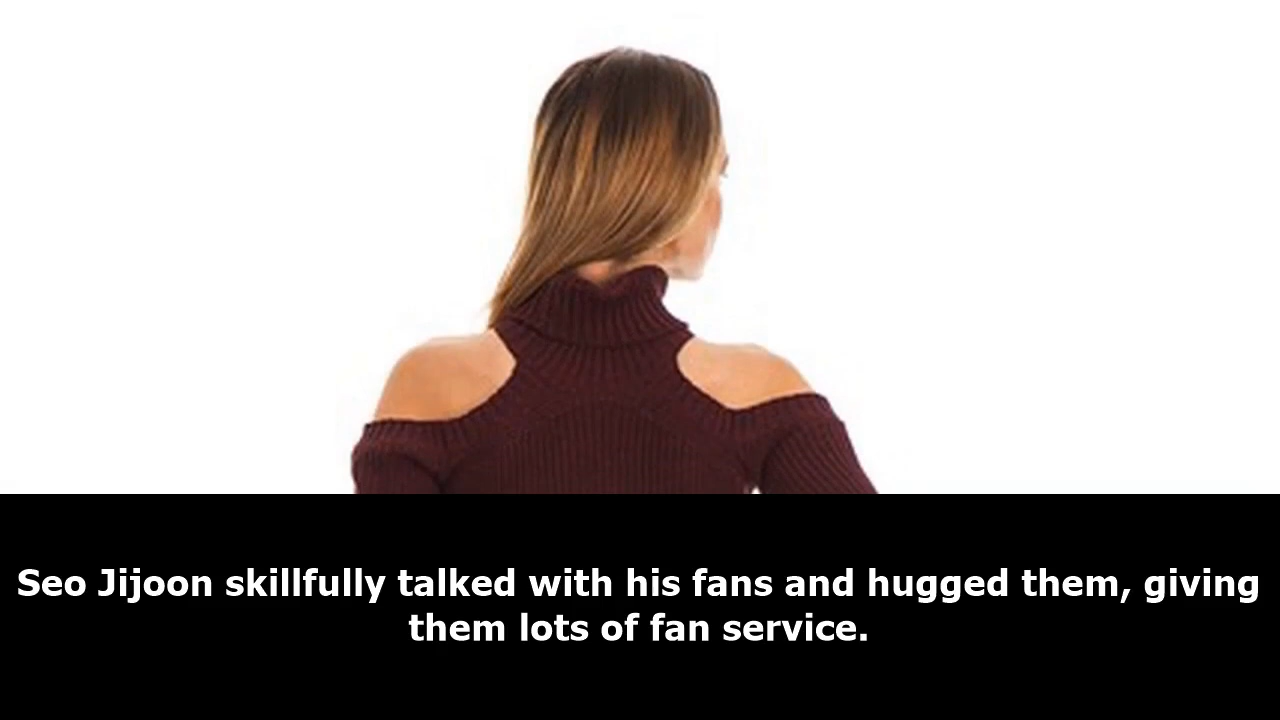 Seo Jijoon skillfully talked with his fans and hugged them, giving
them lots of fan service.